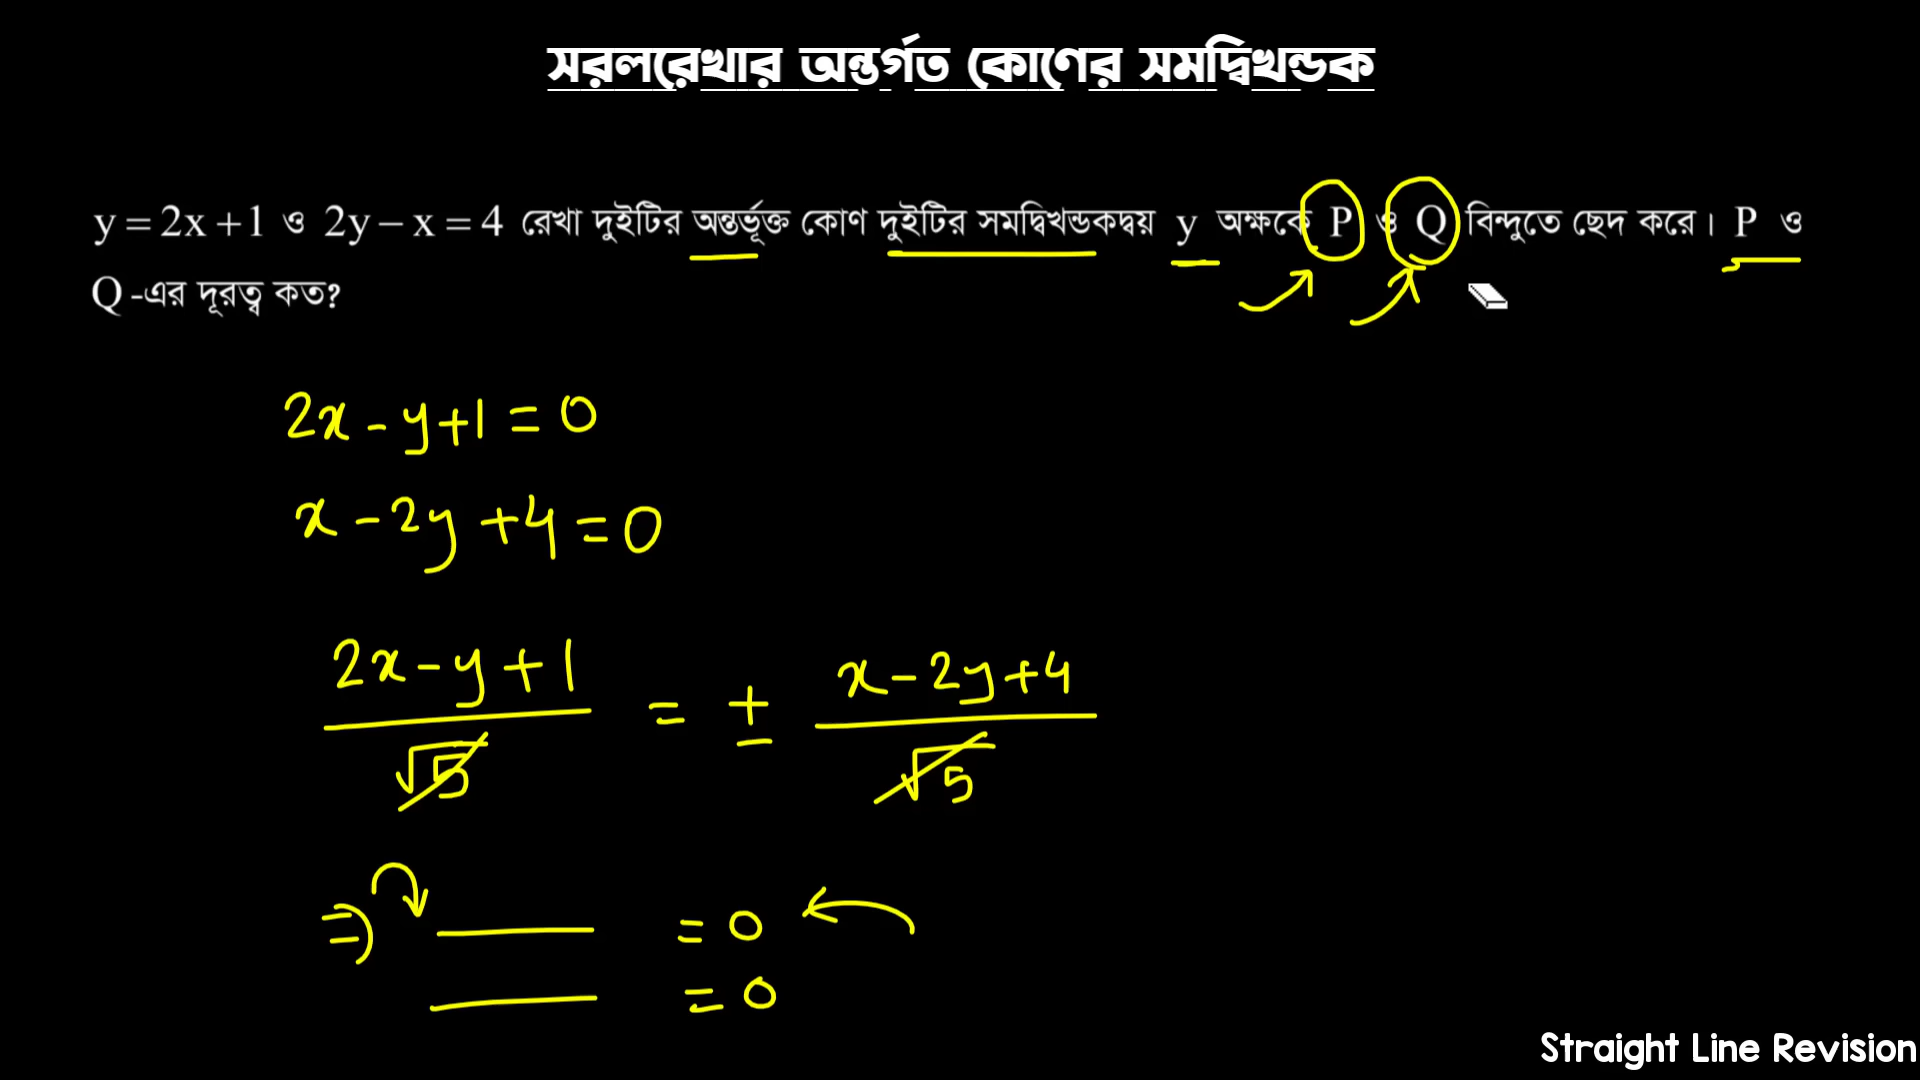 সরলরেখার অন্তর্গত কোণের সমদ্বিখন্ডক
y = 2x + 1 ও 2y − x = 4 রেখা দুইটির অন্তর্ভূক্ত কোণ দুইটির সমদ্বিখন্ডকদ্বয় y অক্ষকে P ও Q বিন্দুতে ছেদ করে। P ও
Q -এর দূরত্ব কত?
2x - y + 1 = 0
x - 2y + 4 = 0
(2x - y + 1)/√5 = ± (x - 2y + 4)/√5
⇒ ____ = 0
____ = 0
Straight Line Revision